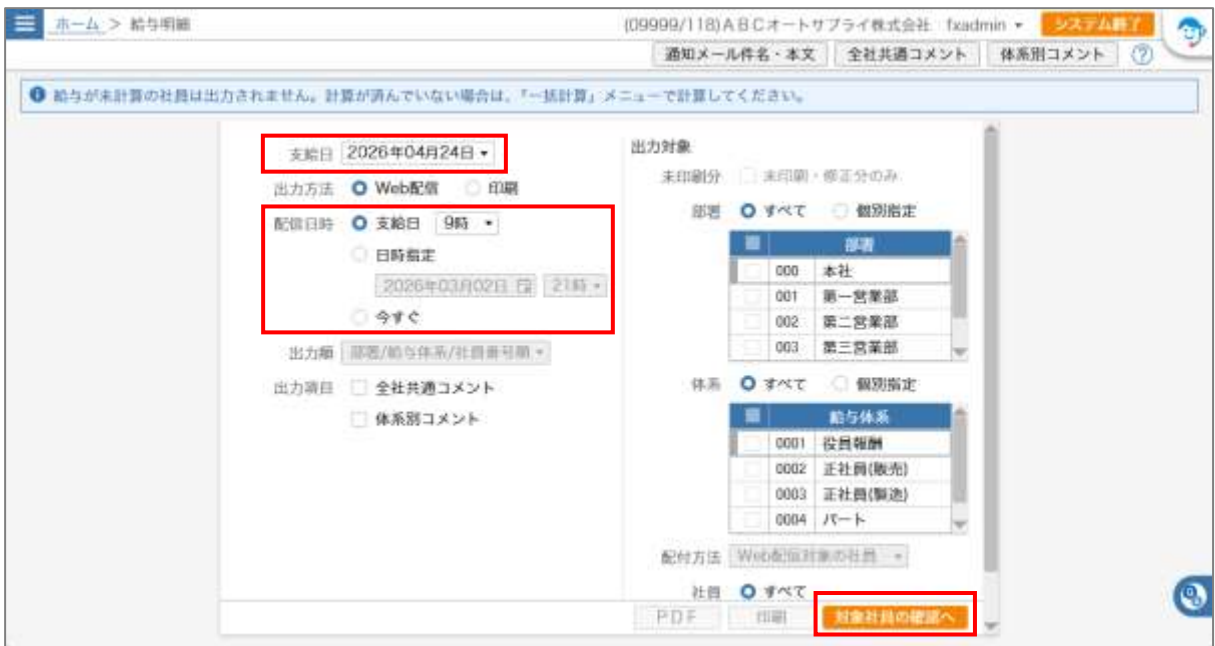 ホーム > 給与明細
(09999/118)ABCオートサプライ株式会社 fxadmin システム終了
通知メール件名・本文 全社共通コメント 体系別コメント ?
給与が未計算の社員は出力されません。計算が済んでいない場合は、「一括計算」メニューで計算してください。
支給日 2026年04月24日
出力方法 Web配信 印刷
配信日時 支給日 9時
日時指定
2026年03月02日 21時
今すぐ
出力順 部署/給与体系/社員番号順
出力項目 全社共通コメント
体系別コメント
出力対象
未印刷分 未印刷・修正分のみ
部署 すべて 個別指定
部署
000 本社
001 第一営業部
002 第二営業部
003 第三営業部
体系 すべて 個別指定
給与体系
0001 役員報酬
0002 正社員(販売)
0003 正社員(製造)
0004 パート
配付方法 Web配信対象の社員
社員 すべて
PDF 印刷 対象社員の確認へ